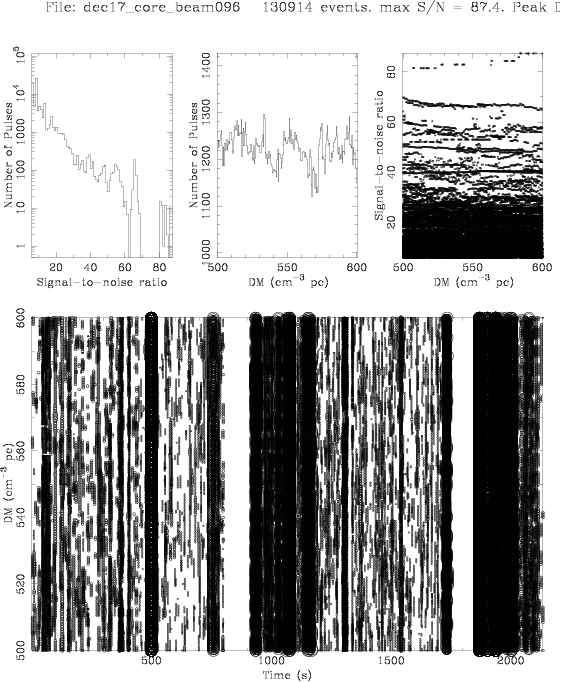 File: dec17_core_beam096 130914 events. max S/N = 87.4. Peak D
Number of Pulses
1 10 100 1000 10⁴ 10⁵
20 40 60 80
Signal−to−noise ratio
Number of Pulses
1000 1100 1200 1300 1400
500 550 600
DM (cm⁻³ pc)
Signal−to−noise ratio
20 40 60 80
500 550 600
DM (cm⁻³ pc)
DM (cm⁻³ pc)
500 520 540 560 580 600
500 1000 1500 2000
Time (s)